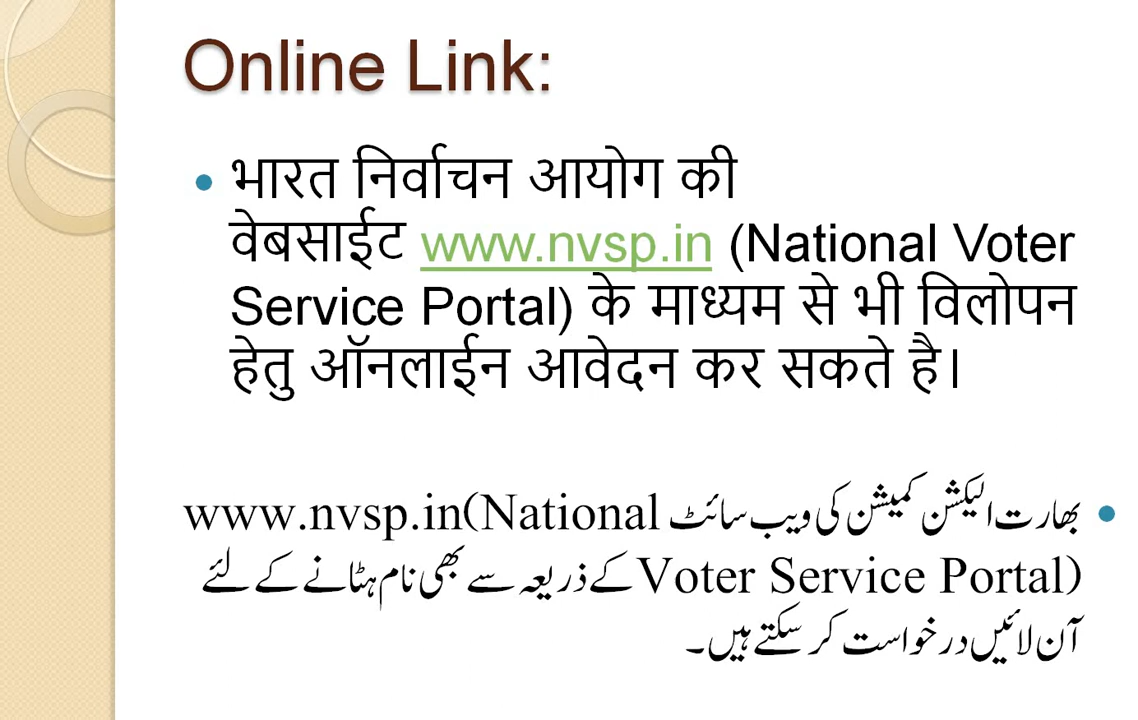 Online Link:
• भारत निर्वाचन आयोग की
वेबसाईट www.nvsp.in (National Voter
Service Portal) के माध्यम से भी विलोपन
हेतु ऑनलाईन आवेदन कर सकते है।
• بھارت الیکشن کمیشن کی ویب سائٹ www.nvsp.in(National
Voter Service Portal) کے ذریعہ سے بھی نام ہٹانے کے لئے
آن لائیں درخواست کر سکتے ہیں۔